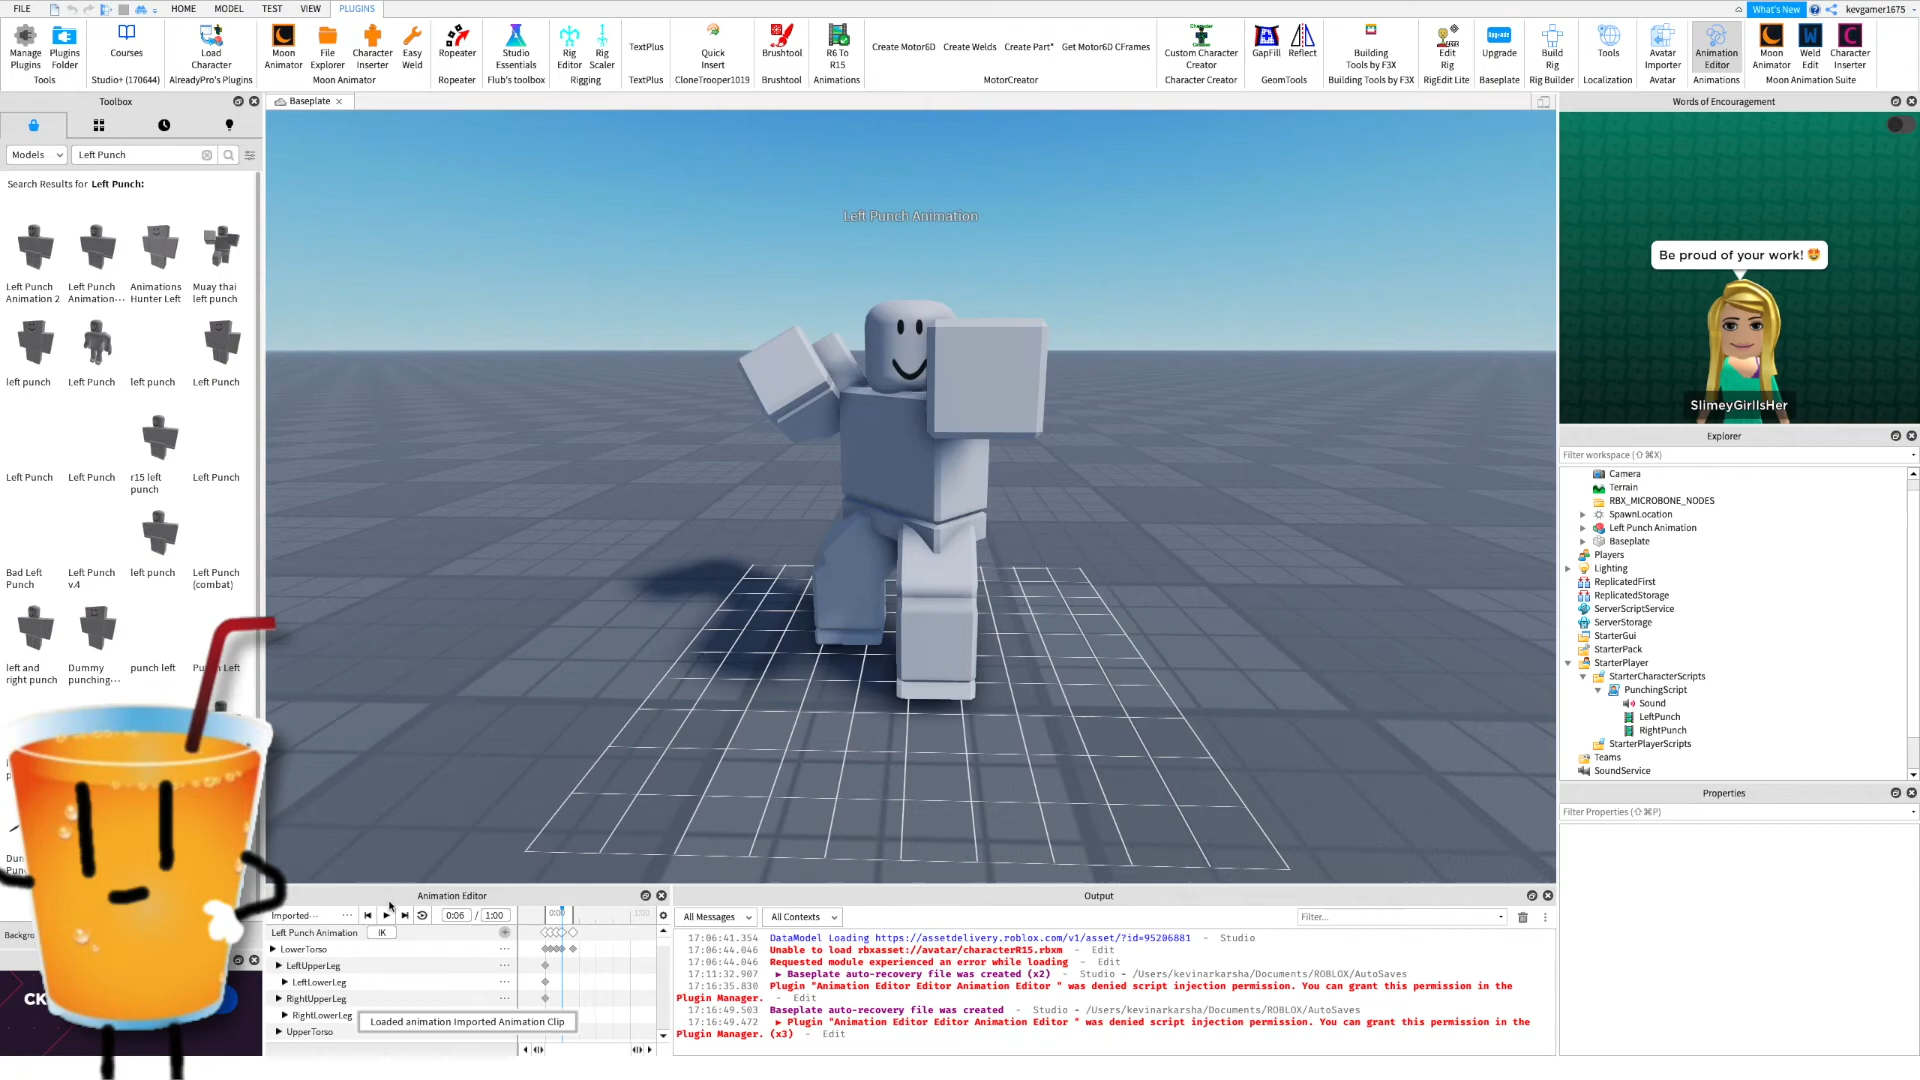 FILE HOME MODEL TEST VIEW PLUGINS What's New kevgamer1675
Manage Plugins
Plugins Folder
Tools
Courses
Studio+ (170644)
Load Character
AlreadyPro's Plugins
Moon Animator
File Explorer
Character Inserter
Easy Weld
Moon Animator
Repeater
Repeater
Studio Essentials
Flub's toolbox
Rig Editor
Rig Scaler
Rigging
TextPlus
TextPlus
Quick Insert
CloneTrooper1019
Brushtool
Brushtool
R6 To R15
Animations
Create Motor6D Create Welds Create Part* Get Motor6D CFrames
MotorCreator
Custom Character Creator
Character Creator
GapFill Reflect
GeomTools
Building Tools by F3X
Building Tools by F3X
Edit Rig
RigEdit Lite
Upgrade
Upgrade
Baseplate
Build Rig
Rig Builder
Tools
Localization
Avatar Importer
Avatar
Animation Editor
Animations
Moon Animator
Weld Edit
Character Inserter
Moon Animation Suite
Toolbox
Models Left Punch
Search Results for Left Punch:
Left Punch Animation 2
Left Punch Animation...
Animations Hunter Left
Muay thai left punch
left punch Left Punch left punch Left Punch
Left Punch Left Punch r15 left punch Left Punch
Bad Left Punch
Left Punch v.4
left punch
Left Punch (combat)
left and right punch
Dummy punching...
punch left
Backgro
CK
Baseplate
Left Punch Animation
Words of Encouragement
Be proud of your work! 🤩
SlimeyGirlIsHer
Explorer
Filter workspace (⇧⌘X)
Camera
Terrain
RBX_MICROBONE_NODES
SpawnLocation
Left Punch Animation
Baseplate
Players
Lighting
ReplicatedFirst
ReplicatedStorage
ServerScriptService
ServerStorage
StarterGui
StarterPack
StarterPlayer
StarterCharacterScripts
PunchingScript
Sound
LeftPunch
RightPunch
StarterPlayerScripts
Teams
SoundService
Properties
Filter Properties (⇧⌘P)
Animation Editor
Imported... 0:06 / 1:00 0:00 1:00
Left Punch Animation IK
LowerTorso
LeftUpperLeg
LeftLowerLeg
RightUpperLeg
RightLowerLeg
UpperTorso
Loaded animation Imported Animation Clip
Output
All Messages All Contexts Filter...
17:06:41.354 DataModel Loading https://assetdelivery.roblox.com/v1/asset/?id=95206881 - Studio
17:06:44.046 Unable to load rbxasset://avatar/characterR15.rbxm - Edit
17:06:44.046 Requested module experienced an error while loading - Edit
17:11:32.907 ▶ Baseplate auto-recovery file was created (x2) - Studio - /Users/kevinarkarsha/Documents/ROBLOX/AutoSaves
17:16:35.830 Plugin "Animation Editor Editor Animation Editor " was denied script injection permission. You can grant this permission in the
Plugin Manager. - Edit
17:16:49.503 Baseplate auto-recovery file was created - Studio - /Users/kevinarkarsha/Documents/ROBLOX/AutoSaves
17:16:49.472 ▶ Plugin "Animation Editor Editor Animation Editor " was denied script injection permission. You can grant this permission in the
Plugin Manager. (x3) - Edit